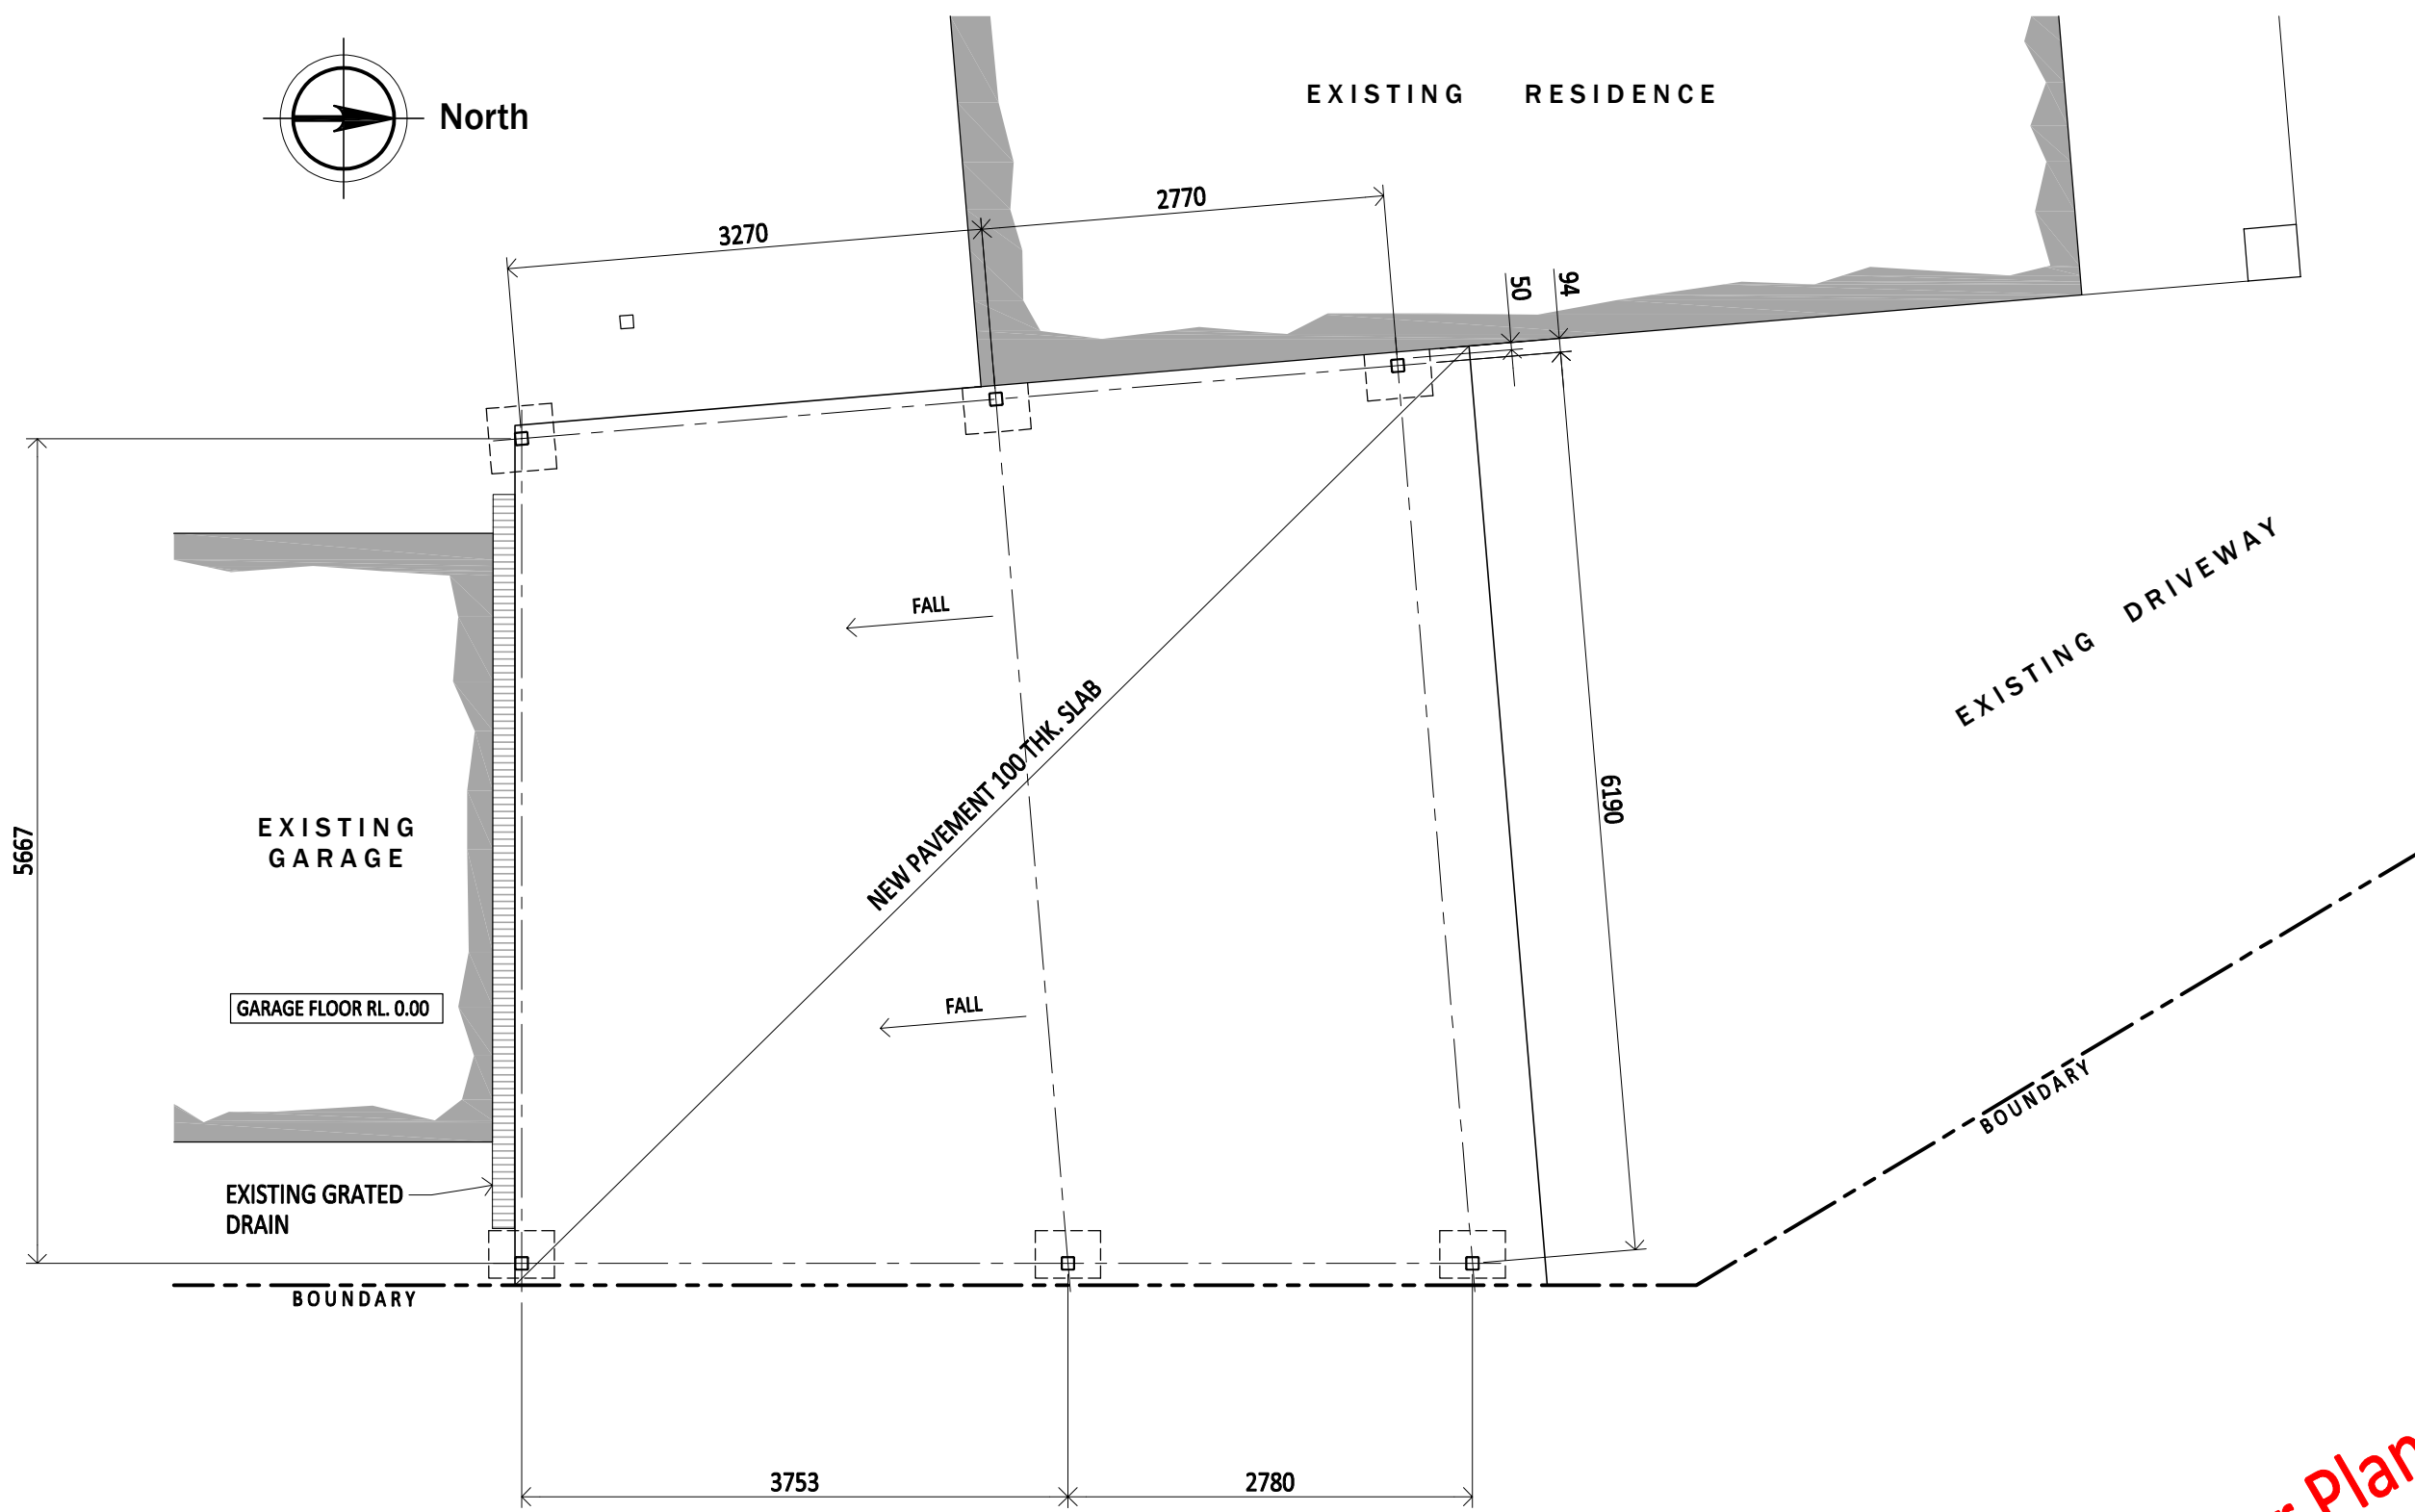 EXISTING RESIDENCE
North
2770
3270
50
94
EXISTING DRIVEWAY
FALL
NEW PAVEMENT 100 THK. SLAB
6190
EXISTING
GARAGE
5667
GARAGE FLOOR RL. 0.00
FALL
BOUNDARY
EXISTING GRATED
DRAIN
BOUNDARY
3753
2780
Plan